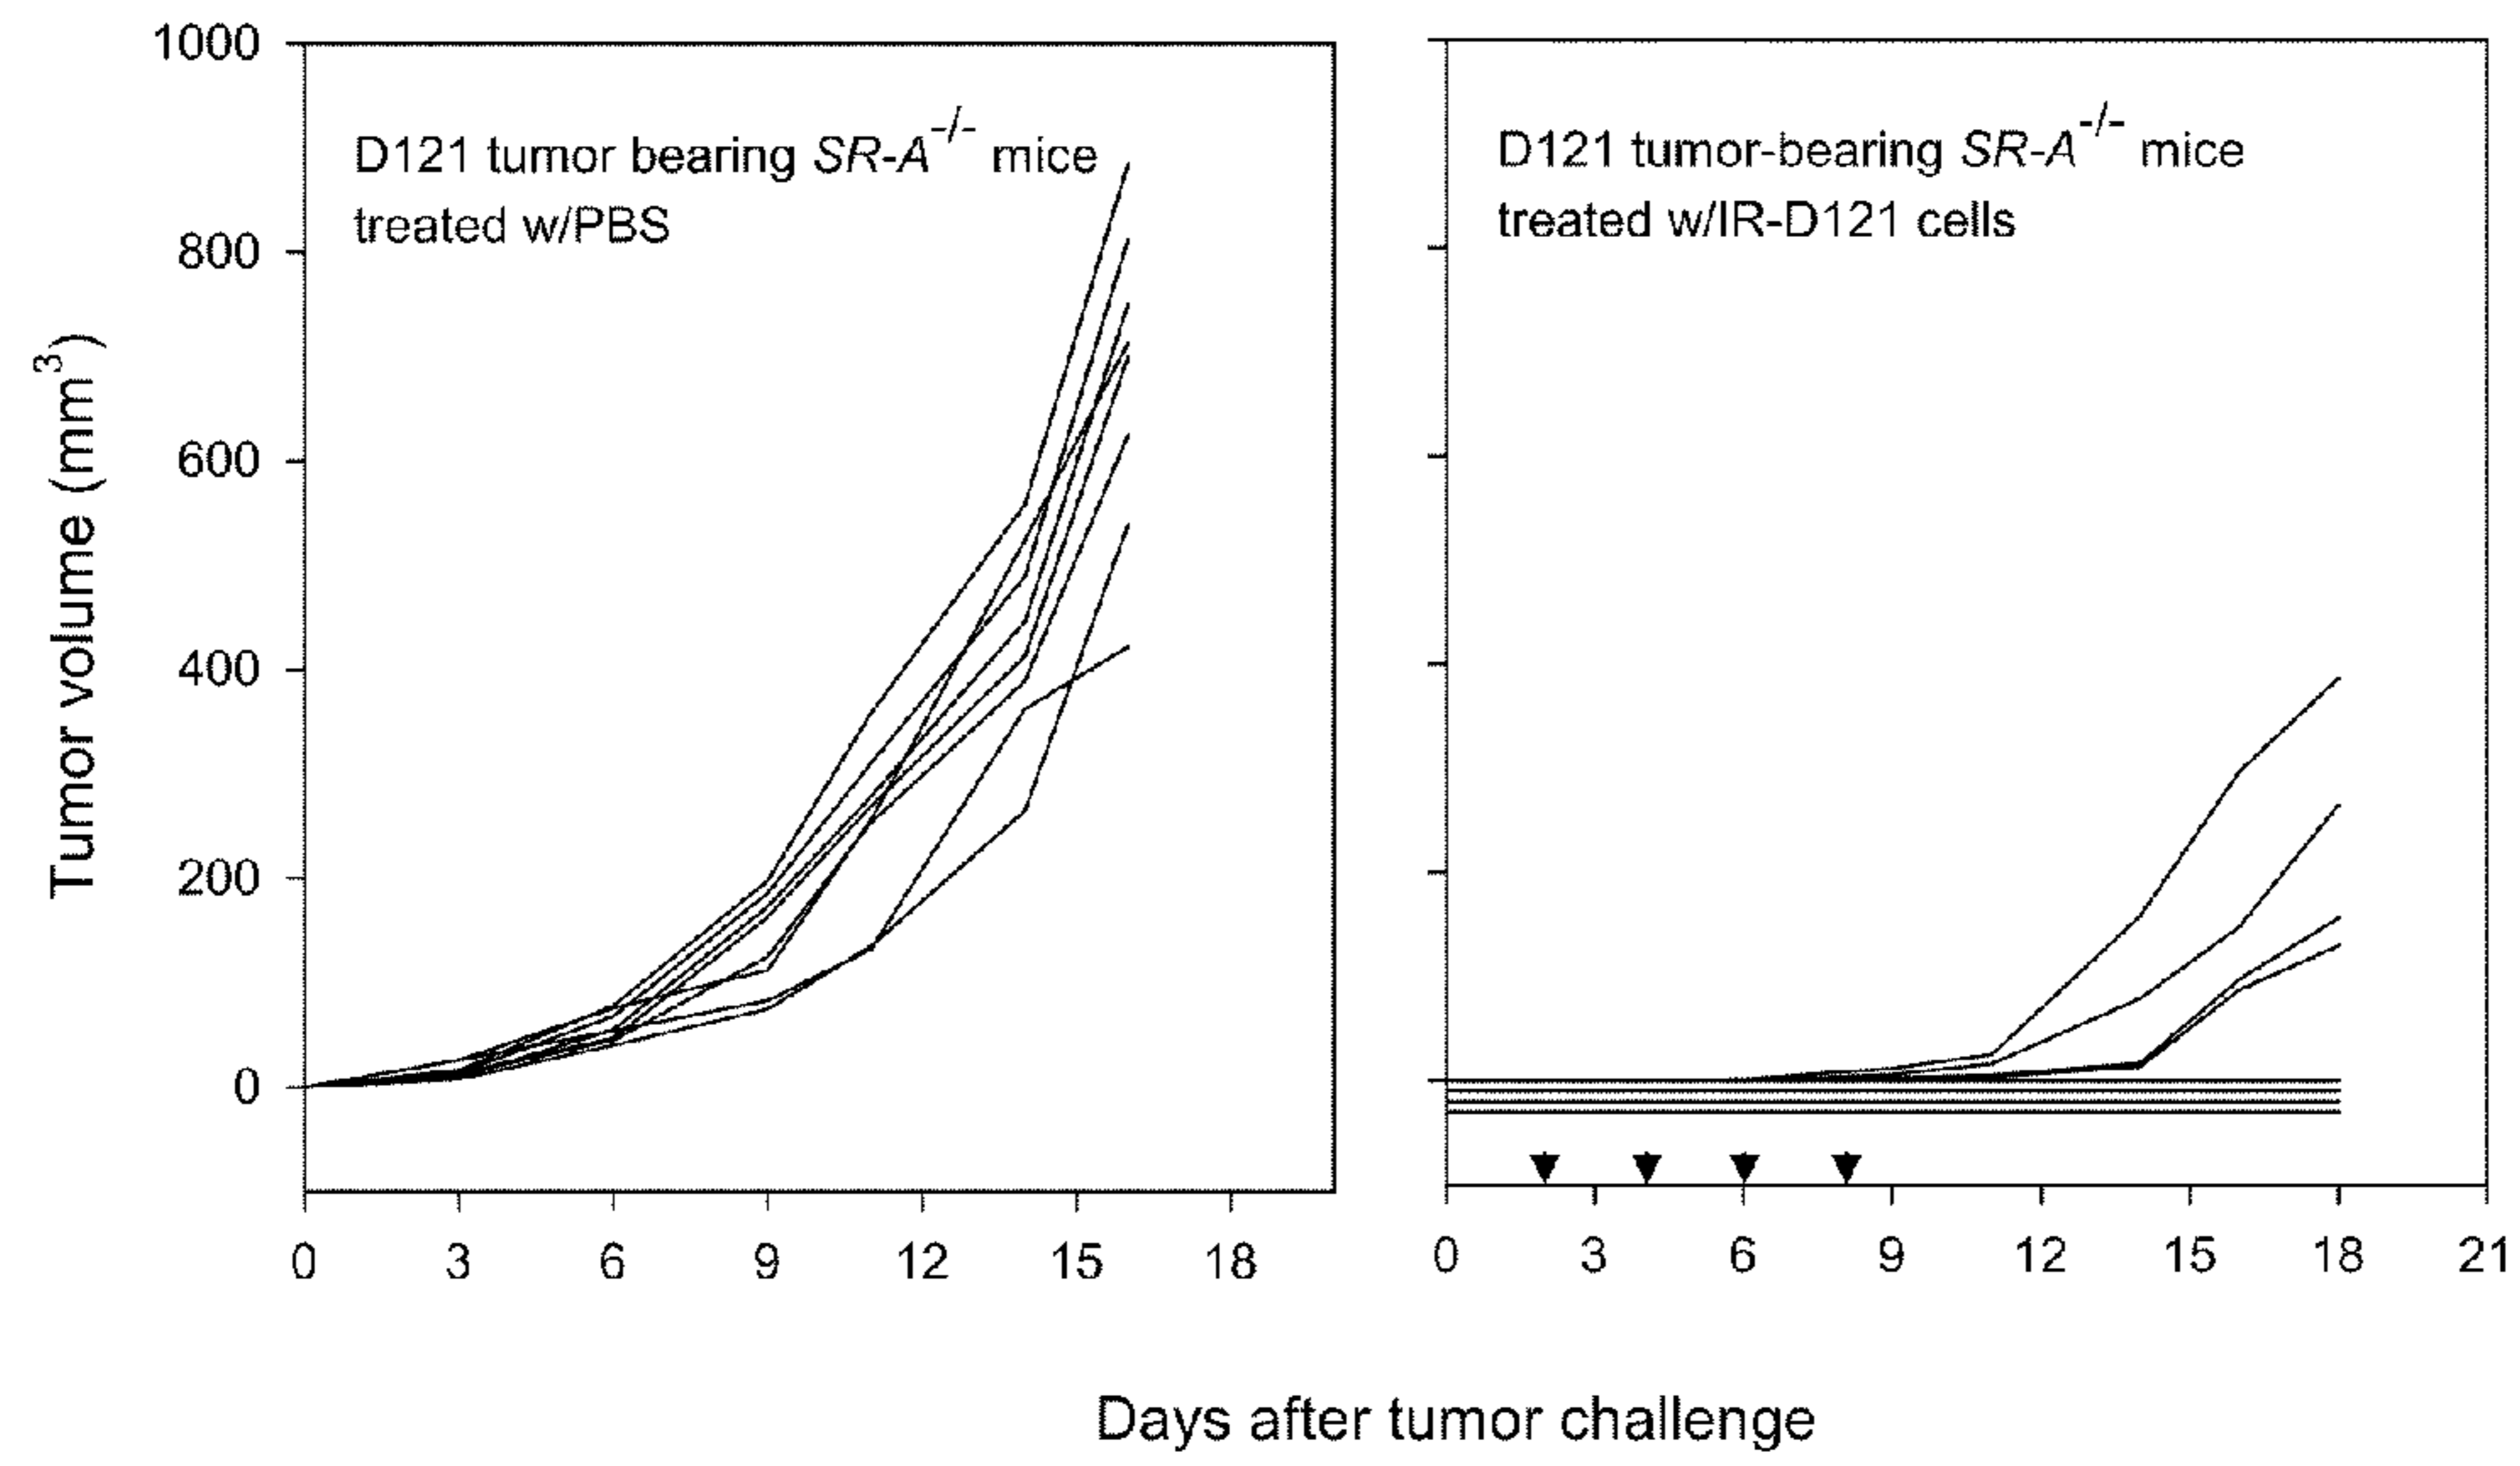 1000
800
600
400
200
0
Tumor volume (mm³)
D121 tumor bearing SR-A-/- mice
treated w/PBS
0 3 6 9 12 15 18
D121 tumor-bearing SR-A-/- mice
treated w/IR-D121 cells
0 3 6 9 12 15 18 21
Days after tumor challenge